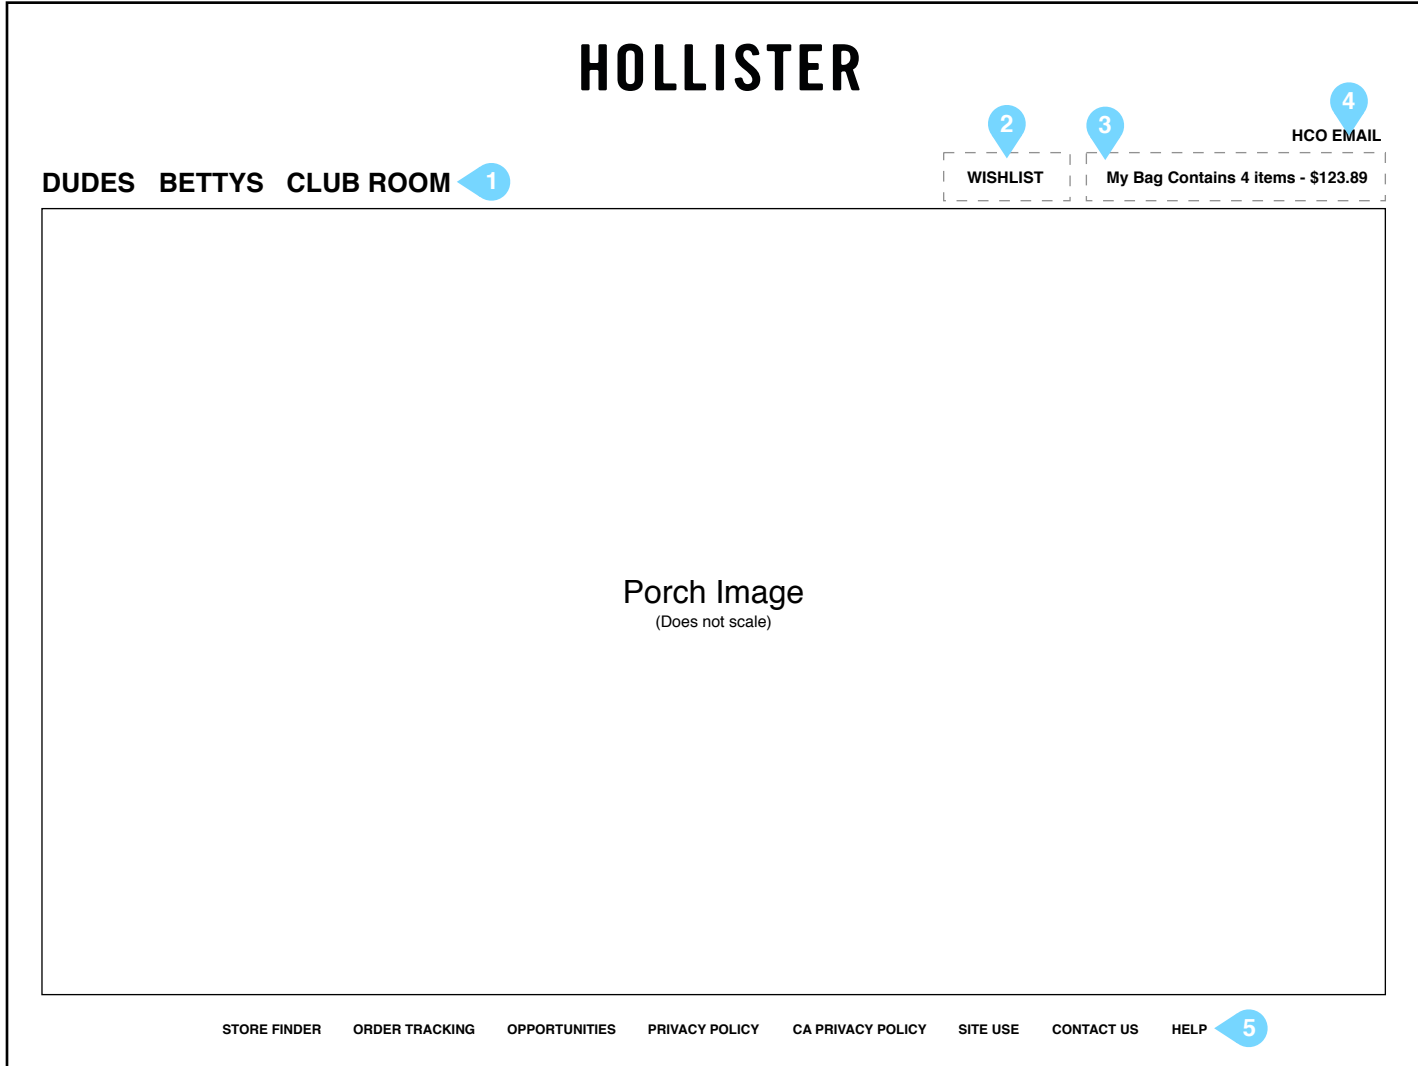 HOLLISTER
4
2
3
HCO EMAIL
DUDES BETTYS CLUB ROOM 1
WISHLIST
My Bag Contains 4 items - $123.89
Porch Image
(Does not scale)
STORE FINDER ORDER TRACKING OPPORTUNITIES PRIVACY POLICY CA PRIVACY POLICY SITE USE CONTACT US HELP 5